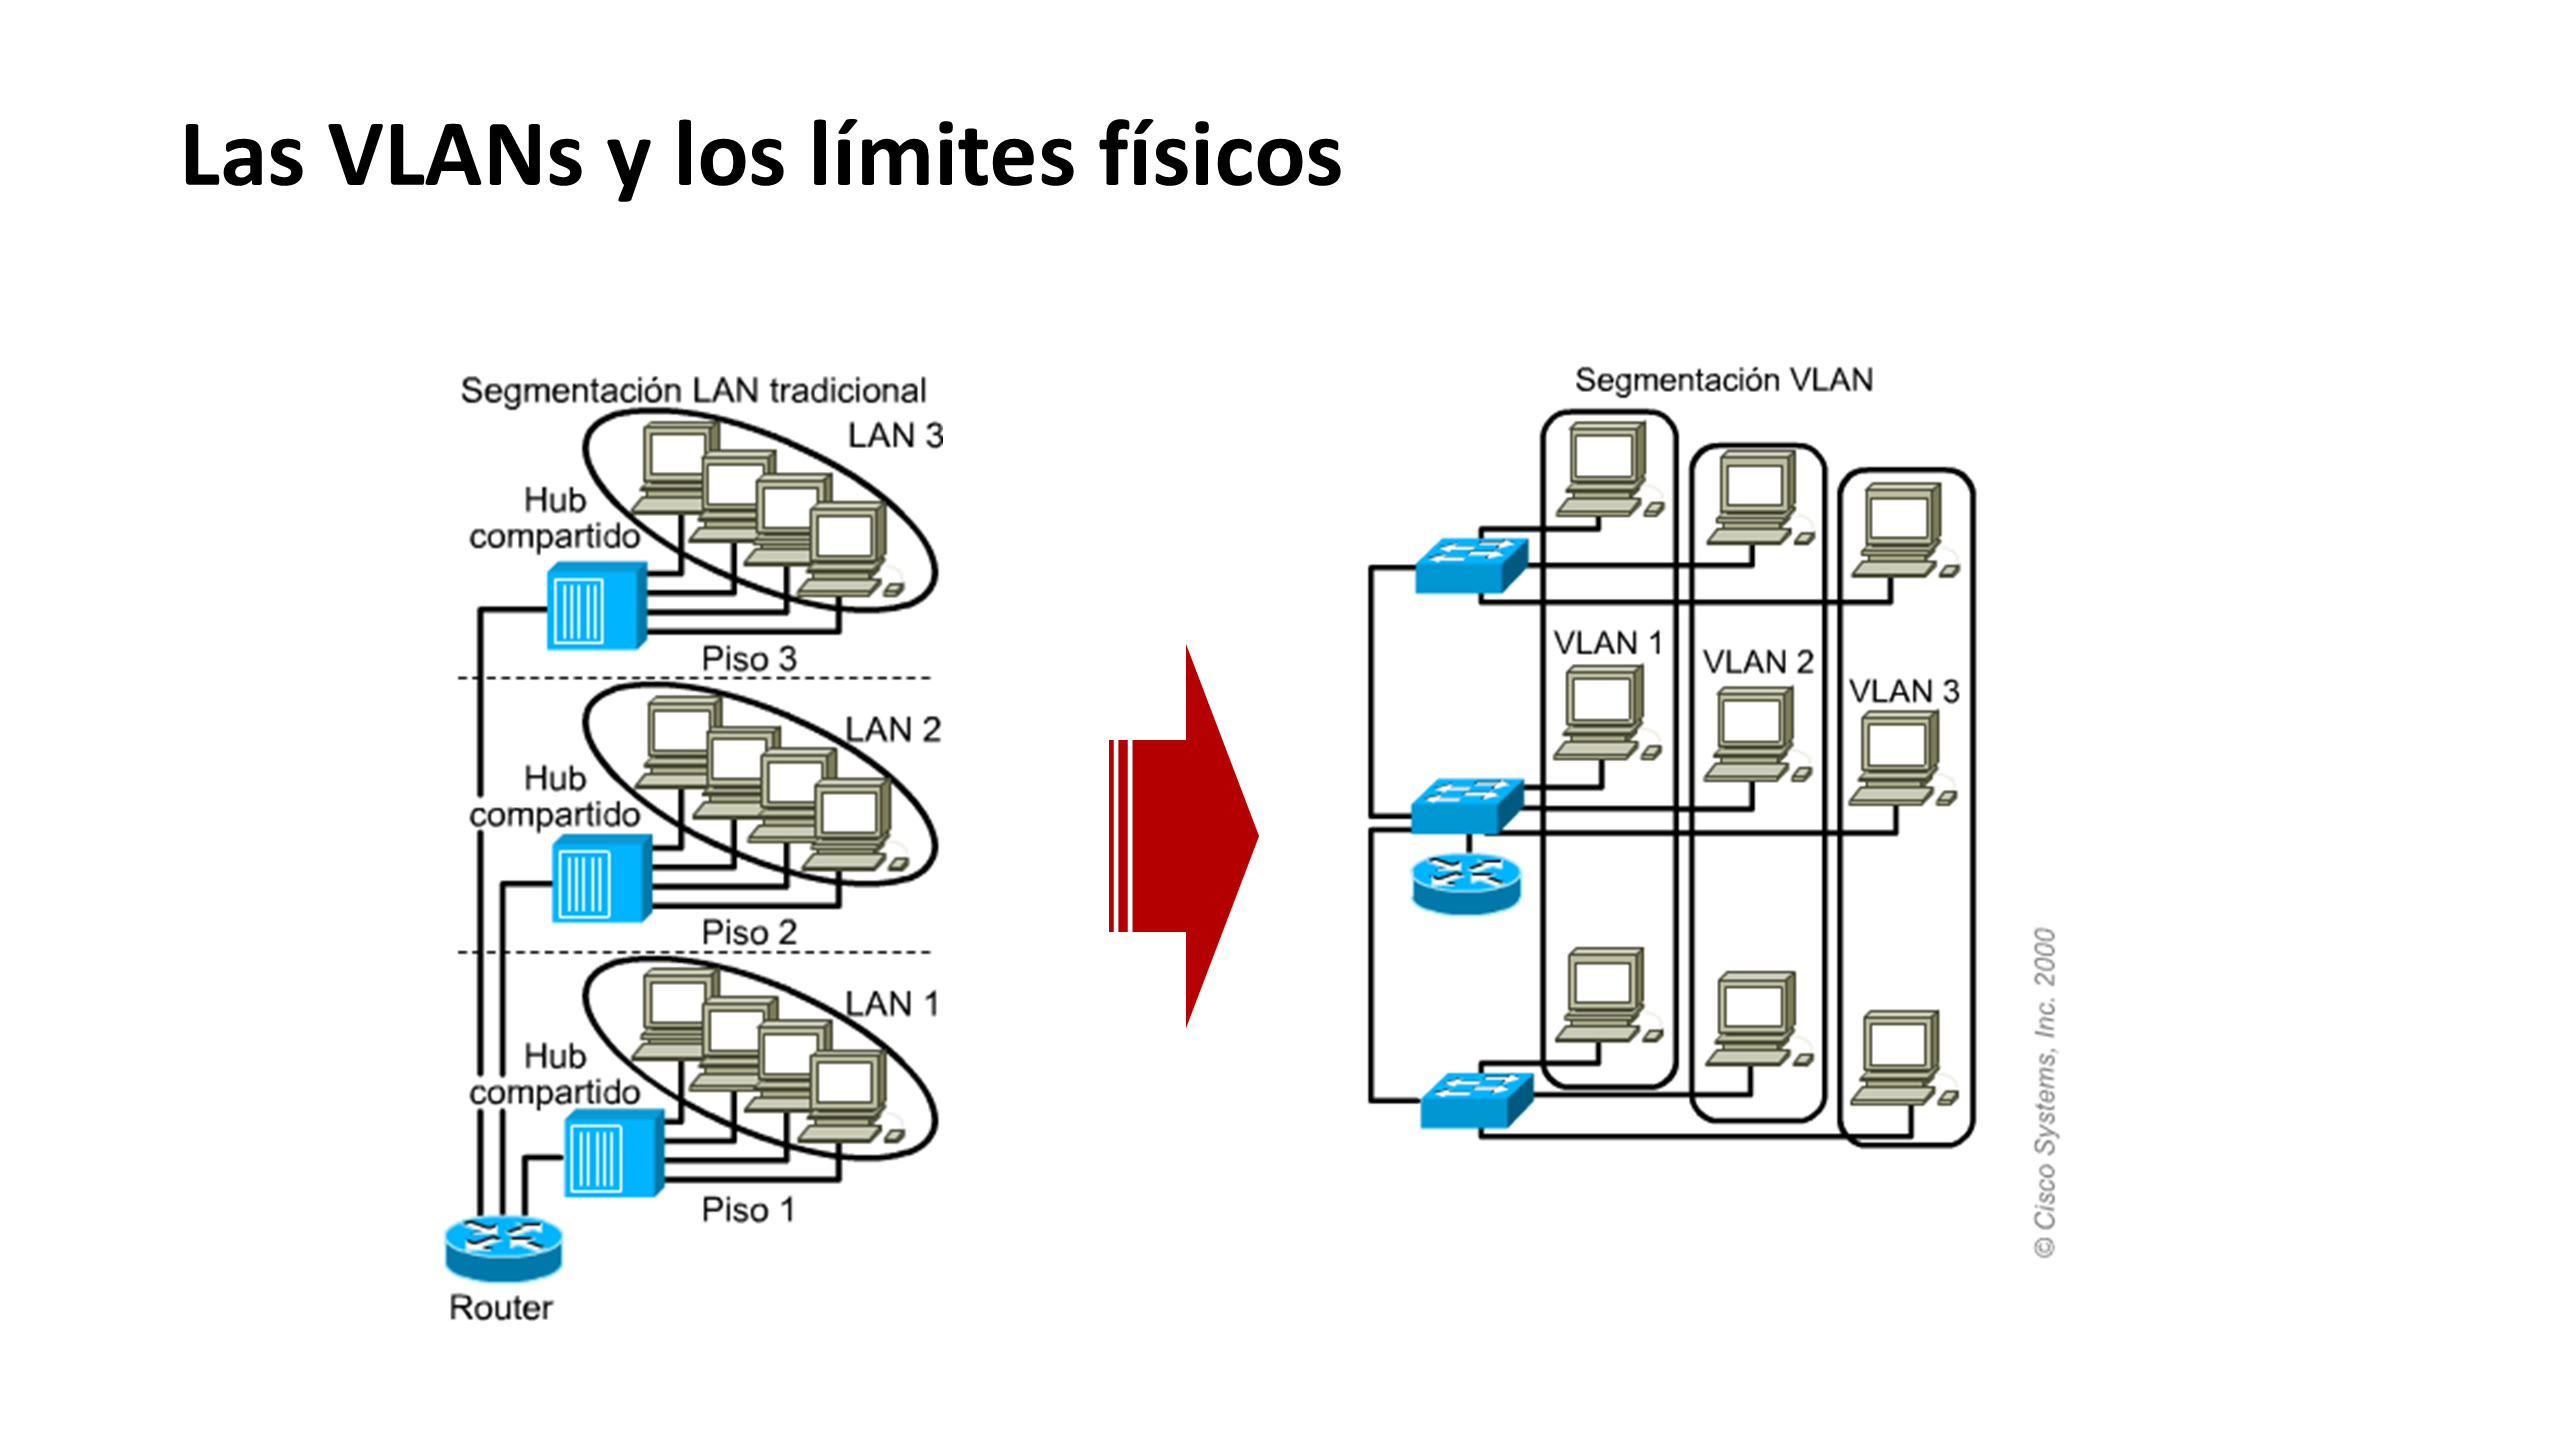 Las VLANs y los límites físicos
Segmentación LAN tradicional
LAN 3
Hub
compartido
Piso 3
LAN 2
Hub
compartido
Piso 2
LAN 1
Hub
compartido
Piso 1
Router
Segmentación VLAN
VLAN 1
VLAN 2
VLAN 3
© Cisco Systems, Inc. 2000